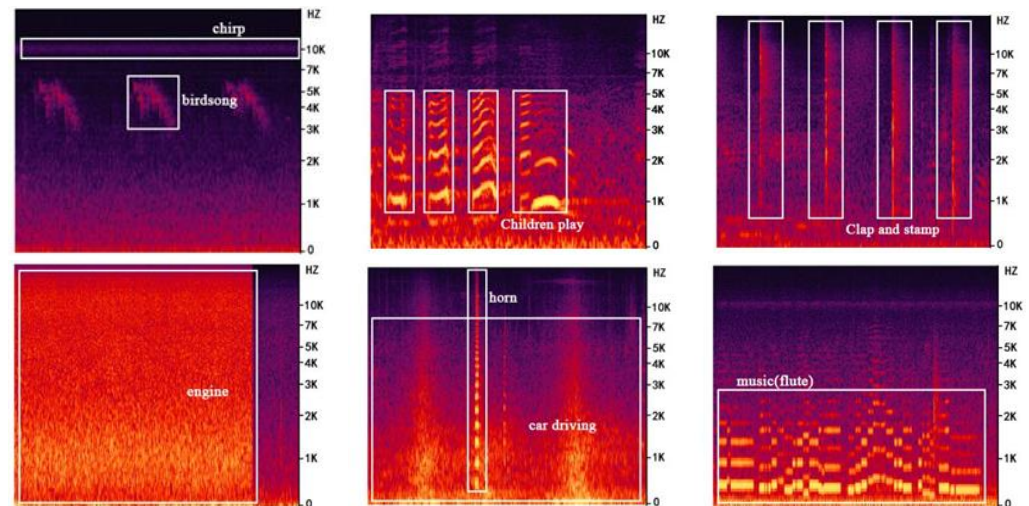 HZ
chirp
10K
7K
5K
birdsong
4K
3K
2K
1K
0
HZ
10K
7K
5K
4K
3K
2K
1K
Children play
0
HZ
10K
7K
5K
4K
3K
2K
1K
Clap and stamp
0
HZ
10K
7K
5K
4K
3K
engine
2K
1K
0
HZ
horn
10K
7K
5K
4K
3K
2K
car driving
1K
0
HZ
10K
7K
5K
4K
music(flute)
3K
2K
1K
0